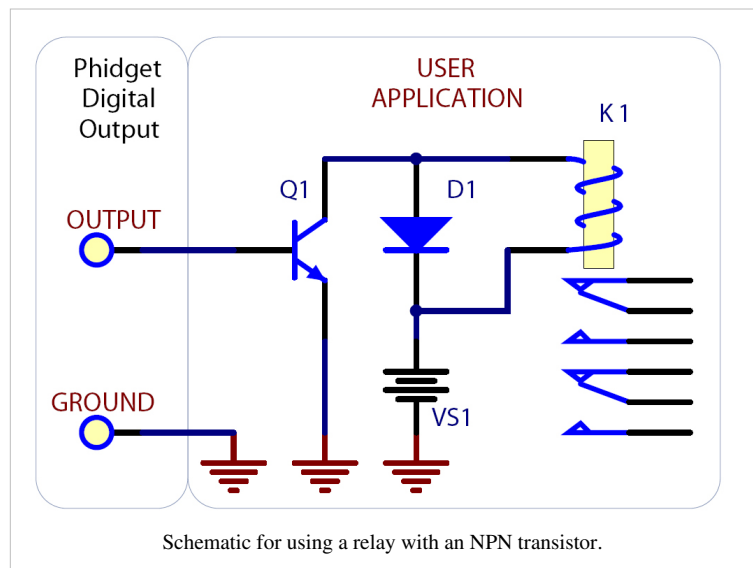 Phidget
Digital
Output
USER
APPLICATION
K1
Q1
D1
OUTPUT
GROUND
VS1
Schematic for using a relay with an NPN transistor.